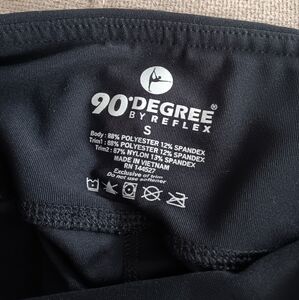 90°DEGREE®
BY REFLEX
S
Body: 88% POLYESTER 12% SPANDEX
Trim1: 88% POLYESTER 12% SPANDEX
Trim2: 87% NYLON 13% SPANDEX
MADE IN VIETNAM
RN 144527
Exclusive of trim
Do not use softener